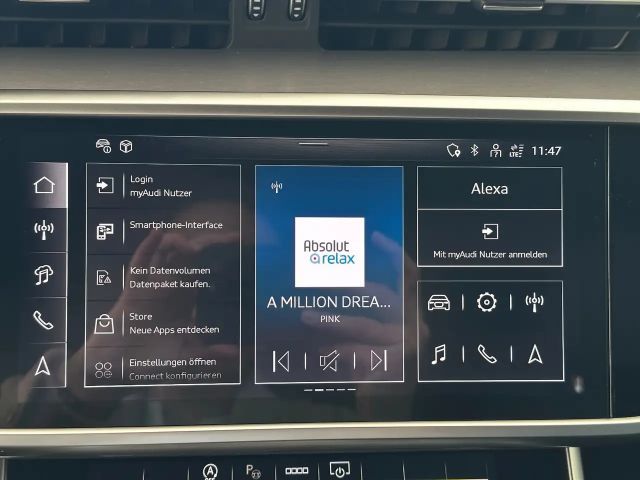 LTE
11:47
Login
myAudi Nutzer
Smartphone-Interface
Kein Datenvolumen
Datenpaket kaufen.
Store
Neue Apps entdecken
Einstellungen öffnen
Connect konfigurieren
Absolut
relax
A MILLION DREA...
PINK
Alexa
Mit myAudi Nutzer anmelden